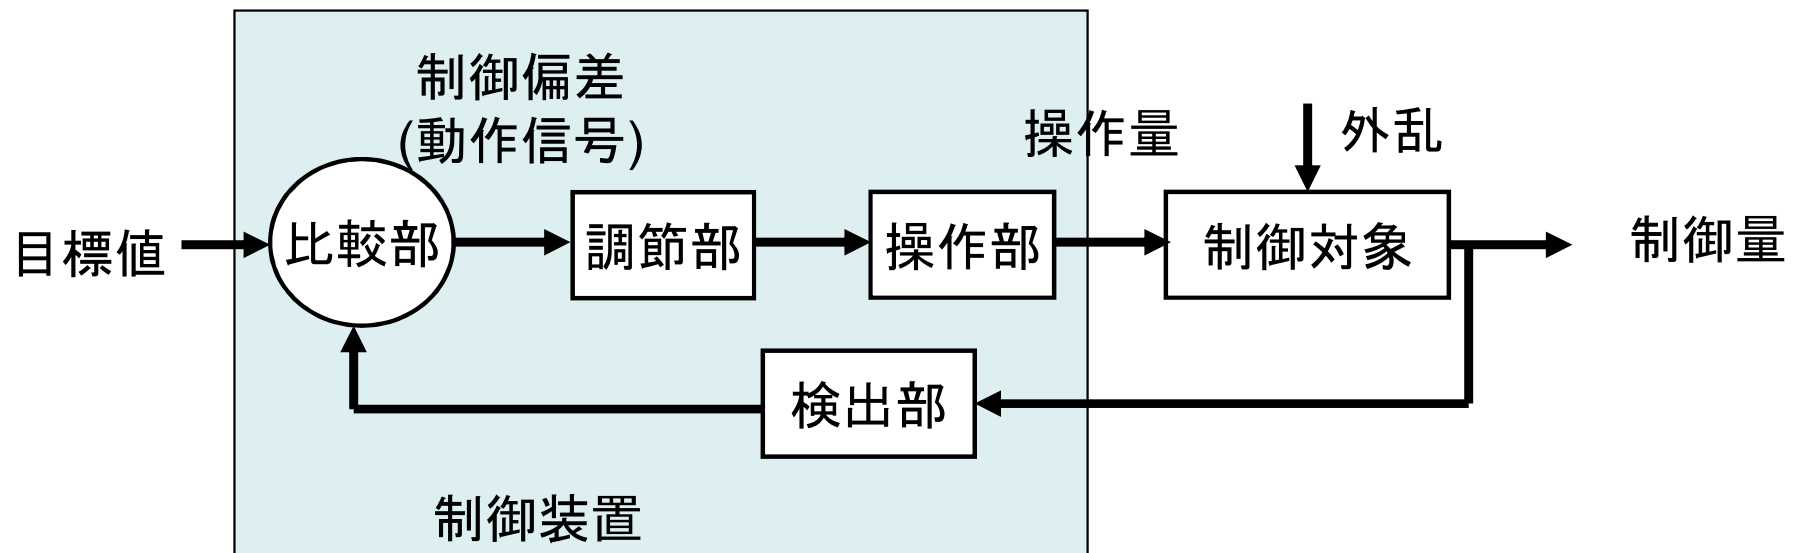 制御偏差
(動作信号)
操作量
外乱
目標値
比較部
調節部
操作部
制御対象
制御量
検出部
制御装置